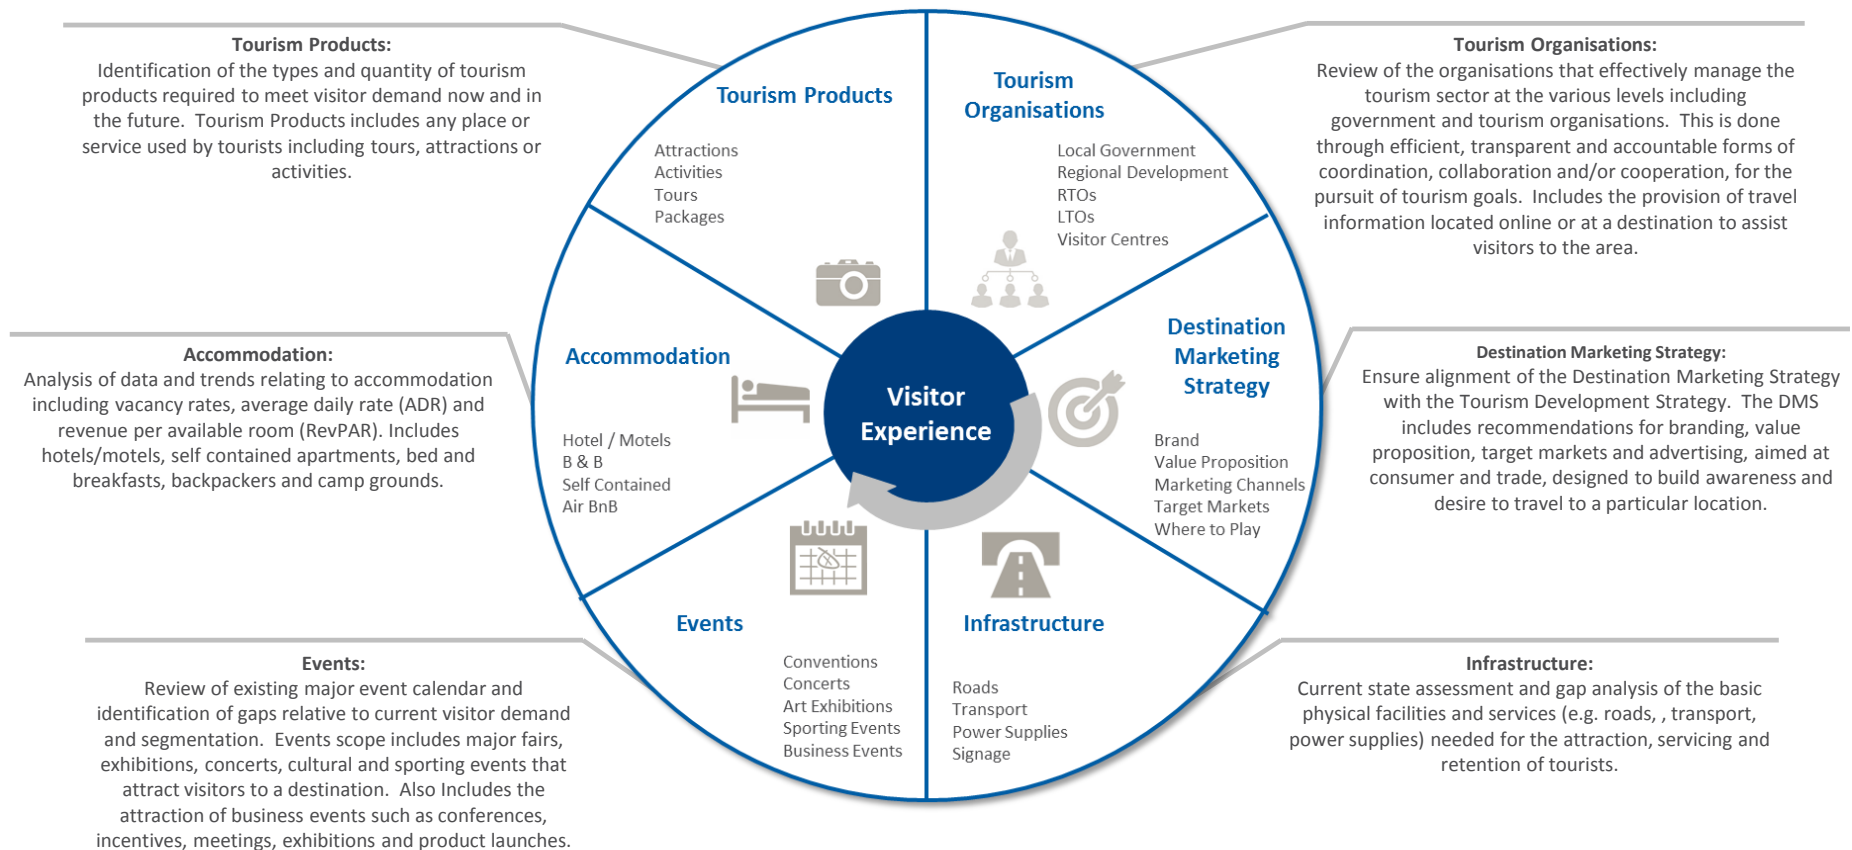 Tourism Products:
Identification of the types and quantity of tourism
products required to meet visitor demand now and in
the future.  Tourism Products includes any place or
service used by tourists including tours, attractions or
activities.
Accommodation:
Analysis of data and trends relating to accommodation
including vacancy rates, average daily rate (ADR) and
revenue per available room (RevPAR). Includes
hotels/motels, self contained apartments, bed and
breakfasts, backpackers and camp grounds.
Events:
Review of existing major event calendar and
identification of gaps relative to current visitor demand
and segmentation.  Events scope includes major fairs,
exhibitions, concerts, cultural and sporting events that
attract visitors to a destination.  Also Includes the
attraction of business events such as conferences,
incentives, meetings, exhibitions and product launches.
Tourism Products
Attractions
Activities
Tours
Packages
Tourism
Organisations
Local Government
Regional Development
RTOs
LTOs
Visitor Centres
Accommodation
Hotel / Motels
B & B
Self Contained
Air BnB
Visitor
Experience
Destination
Marketing
Strategy
Brand
Value Proposition
Marketing Channels
Target Markets
Where to Play
Events
Conventions
Concerts
Art Exhibitions
Sporting Events
Business Events
Infrastructure
Roads
Transport
Power Supplies
Signage
Tourism Organisations:
Review of the organisations that effectively manage the
tourism sector at the various levels including
government and tourism organisations.  This is done
through efficient, transparent and accountable forms of
coordination, collaboration and/or cooperation, for the
pursuit of tourism goals.  Includes the provision of travel
information located online or at a destination to assist
visitors to the area.
Destination Marketing Strategy:
Ensure alignment of the Destination Marketing Strategy
with the Tourism Development Strategy.  The DMS
includes recommendations for branding, value
proposition, target markets and advertising, aimed at
consumer and trade, designed to build awareness and
desire to travel to a particular location.
Infrastructure:
Current state assessment and gap analysis of the basic
physical facilities and services (e.g. roads, , transport,
power supplies) needed for the attraction, servicing and
retention of tourists.